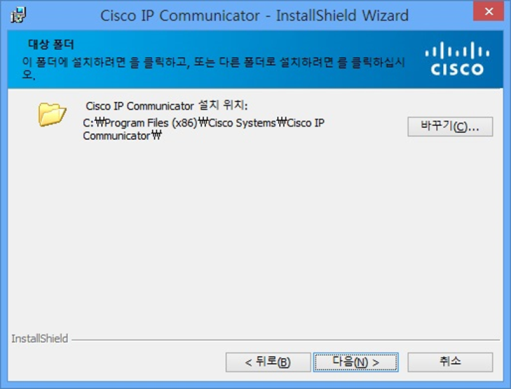 Cisco IP Communicator - InstallShield Wizard
대상 폴더
이 폴더에 설치하려면 을 클릭하고, 또는 다른 폴더로 설치하려면 를 클릭하십시
오.
CISCO
Cisco IP Communicator 설치 위치:
C:₩Program Files (x86)₩Cisco Systems₩Cisco IP
Communicator₩
바꾸기(C)...
InstallShield
< 뒤로(B)
다음(N) >
취소